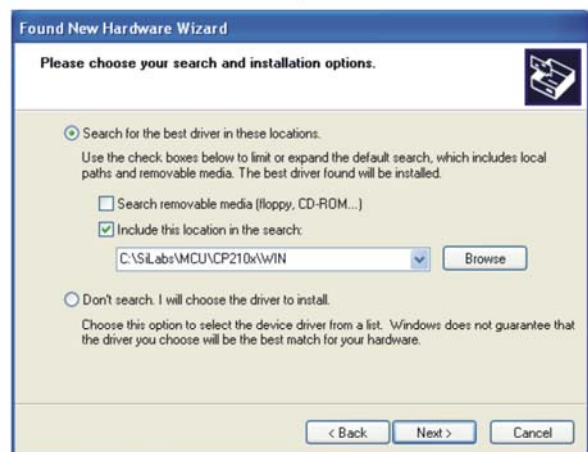 Found New Hardware Wizard
Please choose your search and installation options.
Search for the best driver in these locations.
Use the check boxes below to limit or expand the default search, which includes local
paths and removable media. The best driver found will be installed.
Search removable media (floppy, CD-ROM...)
Include this location in the search:
C:\SiLabs\MCU\CP210x\WIN
Browse
Don't search. I will choose the driver to install.
Choose this option to select the device driver from a list. Windows does not guarantee that
the driver you choose will be the best match for your hardware.
< Back Next > Cancel